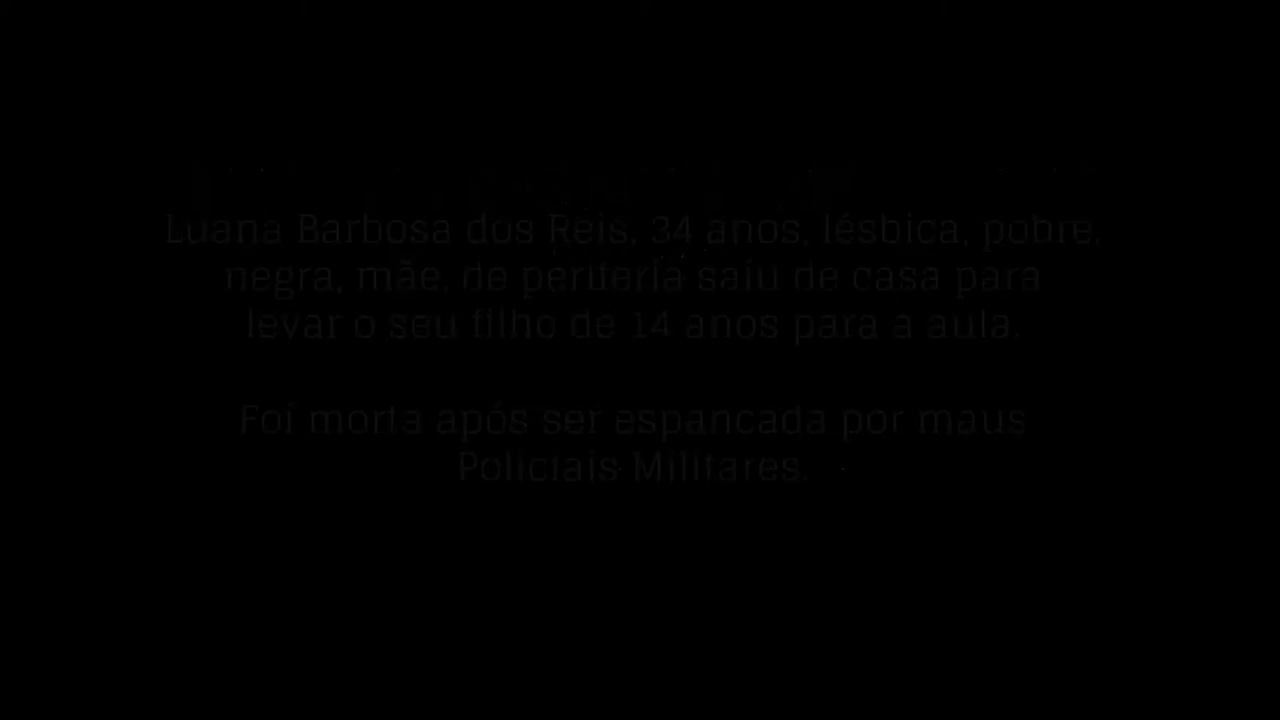 Luana Barbosa dos Reis, 34 anos, lésbica, pobre,
negra, mãe, de periferia saiu de casa para
levar o seu filho de 14 anos para a aula.
Foi morta após ser espancada por maus
Policiais Militares.